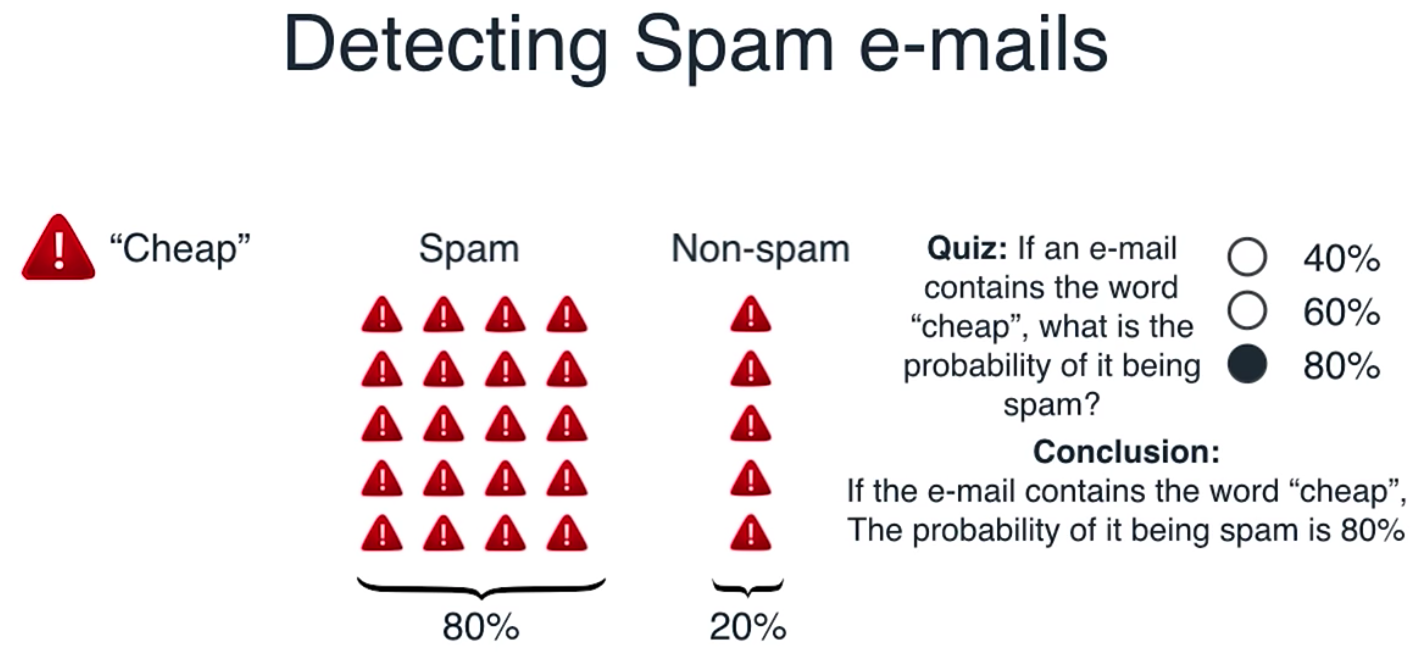 Detecting Spam e-mails
“Cheap”
Spam
Non-spam
80%
20%
Quiz: If an e-mail
contains the word
“cheap”, what is the
probability of it being
spam?
40%
60%
80%
Conclusion:
If the e-mail contains the word “cheap”,
The probability of it being spam is 80%